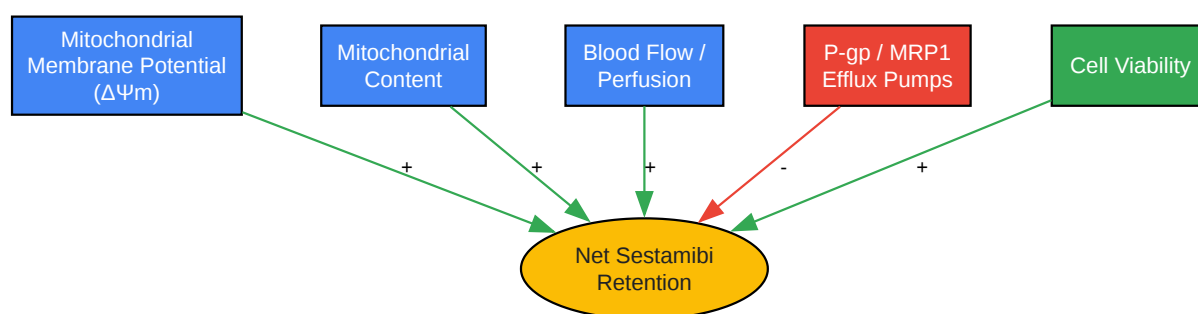 Mitochondrial
Membrane Potential
(ΔΨm)
Mitochondrial
Content
Blood Flow /
Perfusion
P-gp / MRP1
Efflux Pumps
Cell Viability
+
+
+
-
+
Net Sestamibi
Retention